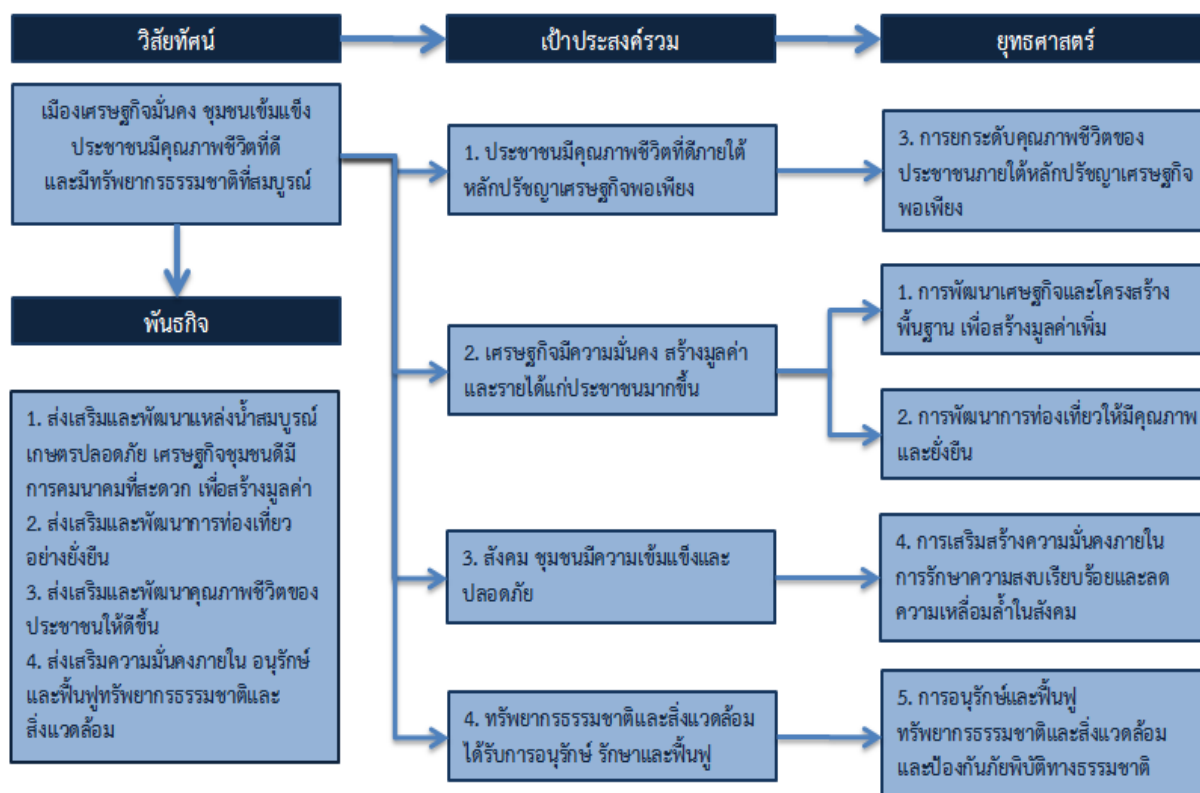 วิสัยทัศน์
เมืองเศรษฐกิจมั่นคง ชุมชนเข้มแข็ง
ประชาชนมีคุณภาพชีวิตที่ดี
และมีทรัพยากรธรรมชาติที่สมบูรณ์
พันธกิจ
1. ส่งเสริมและพัฒนาแหล่งน้ำสมบูรณ์
เกษตรปลอดภัย เศรษฐกิจชุมชนดีมี
การคมนาคมที่สะดวก เพื่อสร้างมูลค่า
2. ส่งเสริมและพัฒนาการท่องเที่ยว
อย่างยั่งยืน
3. ส่งเสริมและพัฒนาคุณภาพชีวิตของ
ประชาชนให้ดีขึ้น
4. ส่งเสริมความมั่นคงภายใน อนุรักษ์
และฟื้นฟูทรัพยากรธรรมชาติและ
สิ่งแวดล้อม
เป้าประสงค์รวม
1. ประชาชนมีคุณภาพชีวิตที่ดีภายใต้
หลักปรัชญาเศรษฐกิจพอเพียง
2. เศรษฐกิจมีความมั่นคง สร้างมูลค่า
และรายได้แก่ประชาชนมากขึ้น
3. สังคม ชุมชนมีความเข้มแข็งและ
ปลอดภัย
4. ทรัพยากรธรรมชาติและสิ่งแวดล้อม
ได้รับการอนุรักษ์ รักษาและฟื้นฟู
ยุทธศาสตร์
3. การยกระดับคุณภาพชีวิตของ
ประชาชนภายใต้หลักปรัชญาเศรษฐกิจ
พอเพียง
1. การพัฒนาเศรษฐกิจและโครงสร้าง
พื้นฐาน เพื่อสร้างมูลค่าเพิ่ม
2. การพัฒนาการท่องเที่ยวให้มีคุณภาพ
และยั่งยืน
4. การเสริมสร้างความมั่นคงภายใน
การรักษาความสงบเรียบร้อยและลด
ความเหลื่อมล้ำในสังคม
5. การอนุรักษ์และฟื้นฟู
ทรัพยากรธรรมชาติและสิ่งแวดล้อม
และป้องกันภัยพิบัติทางธรรมชาติ